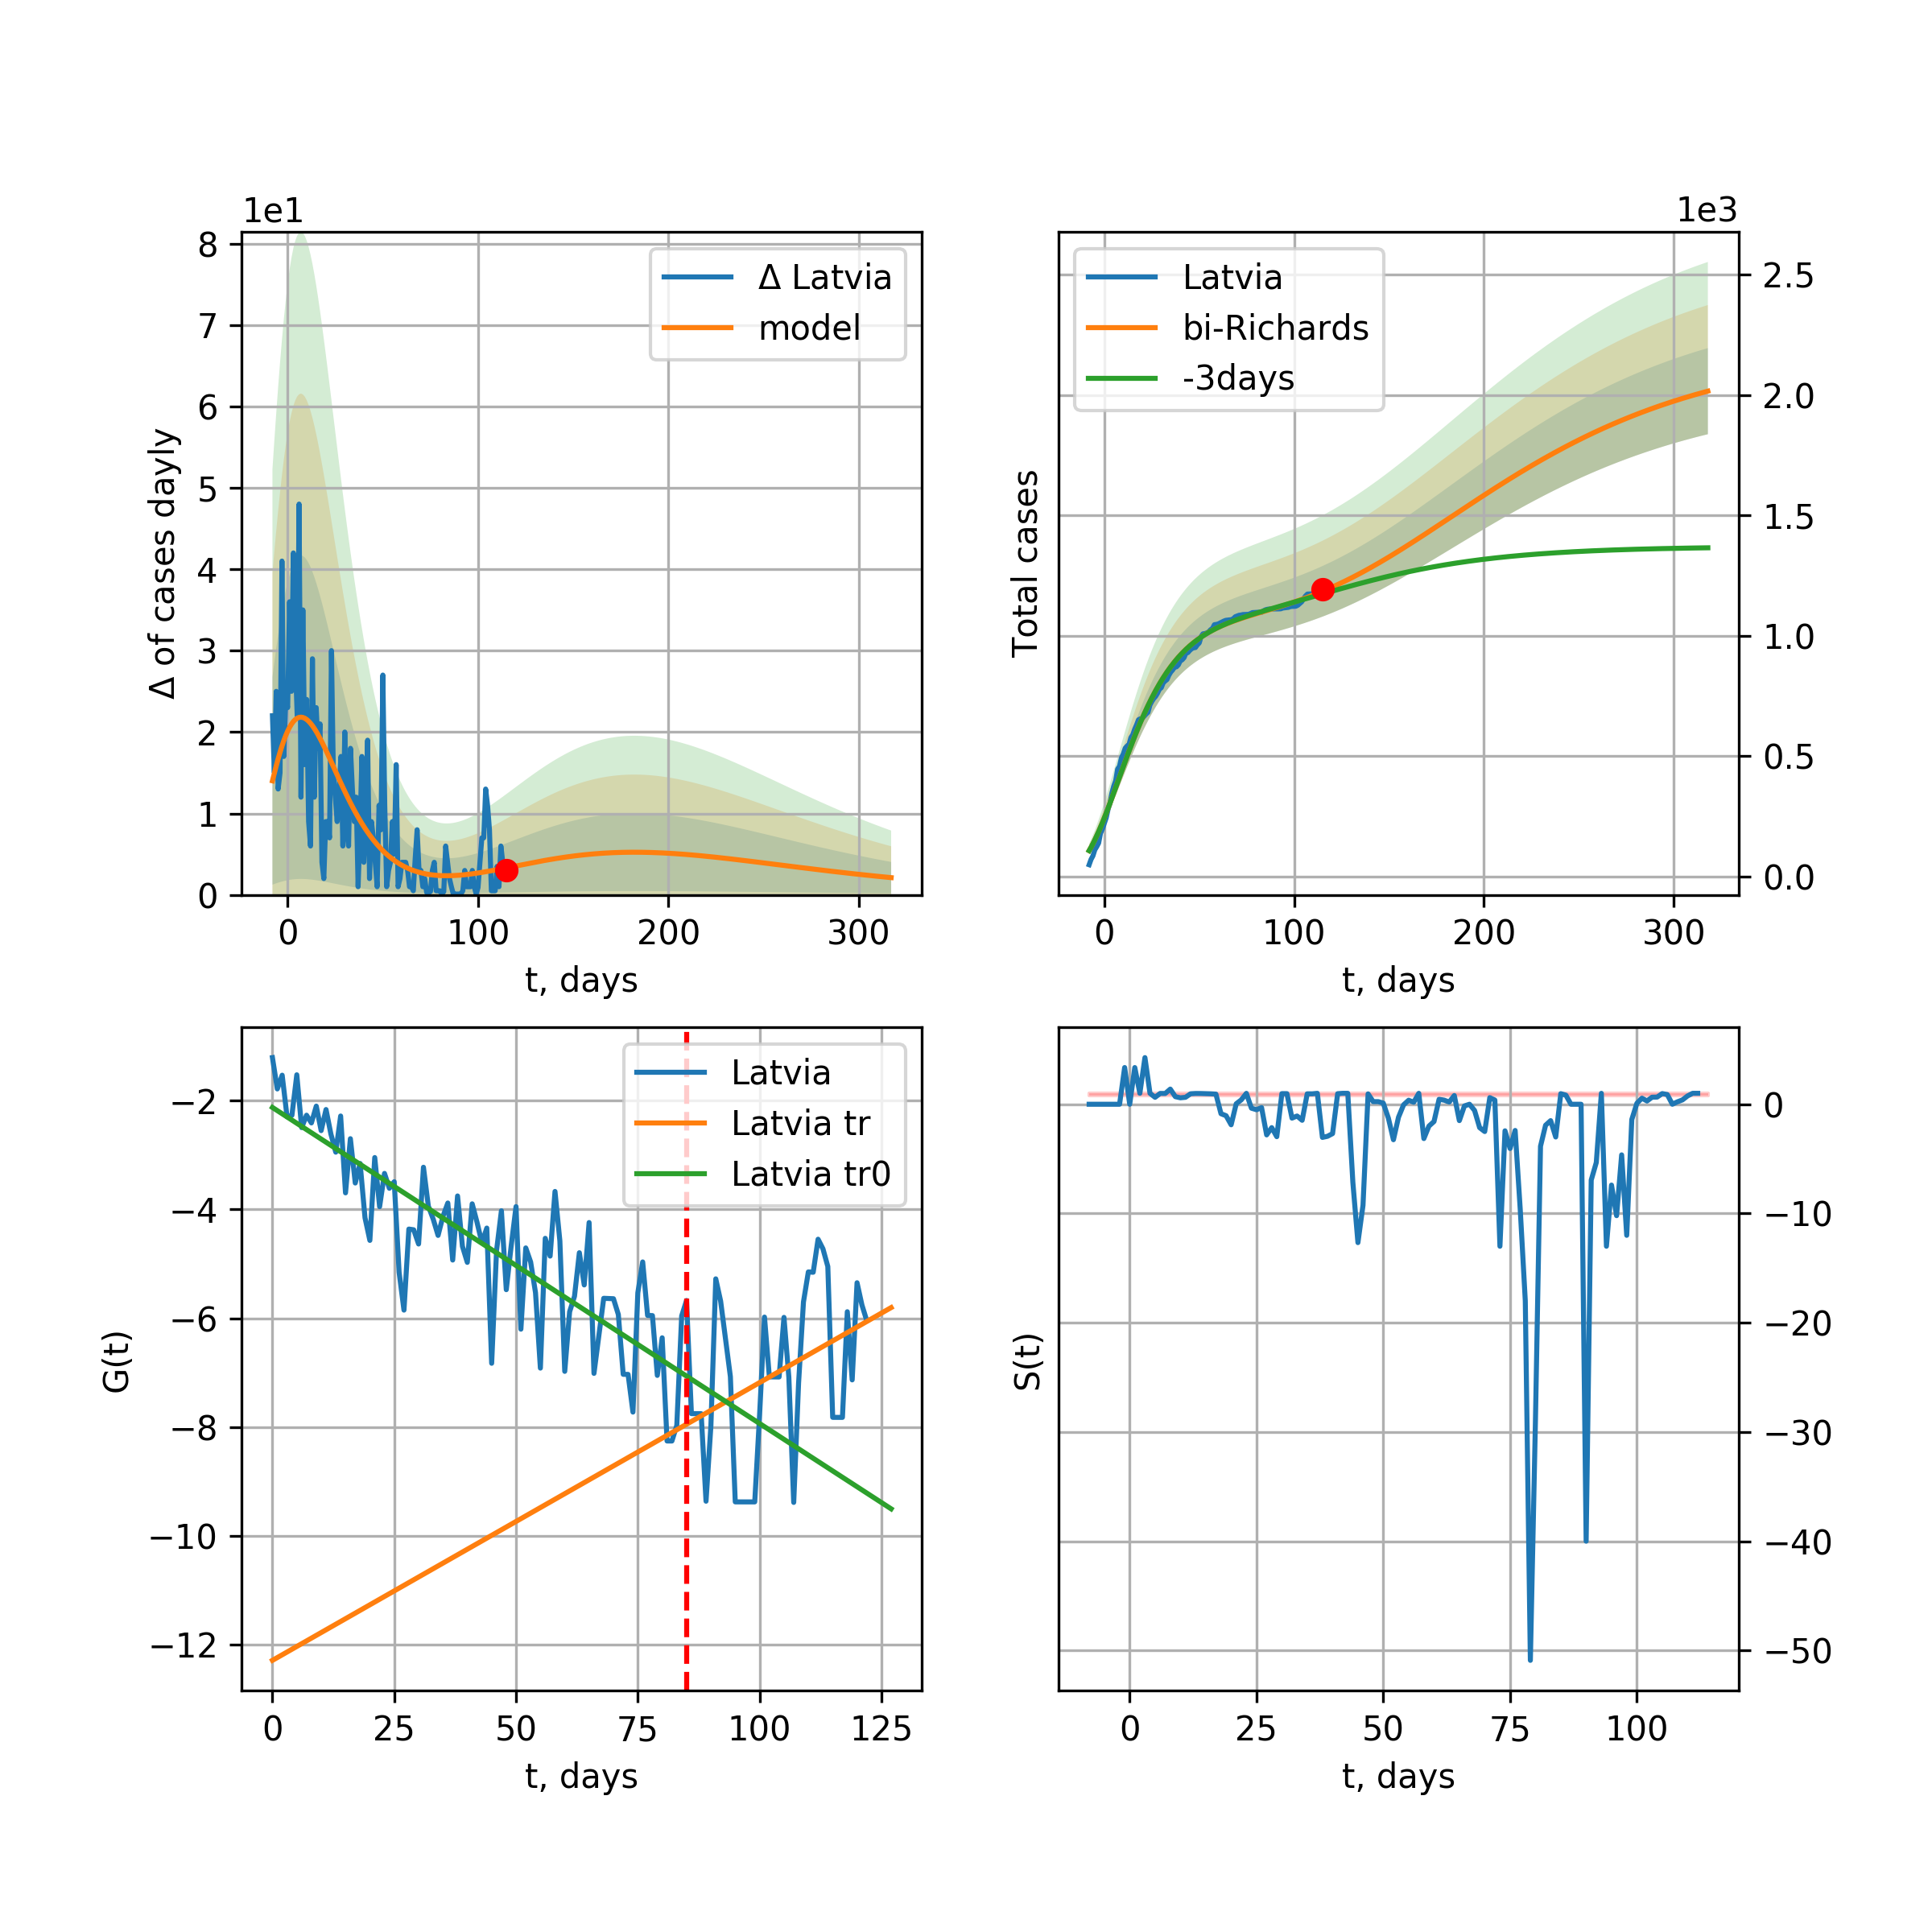 1e1
8
7
6
5
4
3
2
1
0
Δ of cases dayly
Δ Latvia
model
0 100 200 300
t, days
1e3
Latvia
bi-Richards
-3days
Total cases
2.5
2.0
1.5
1.0
0.5
0.0
0 100 200 300
t, days
−2
−4
−6
−8
−10
−12
G(t)
Latvia
Latvia tr
Latvia tr0
0 25 50 75 100 125
t, days
S(t)
0
−10
−20
−30
−40
−50
0 25 50 75 100
t, days